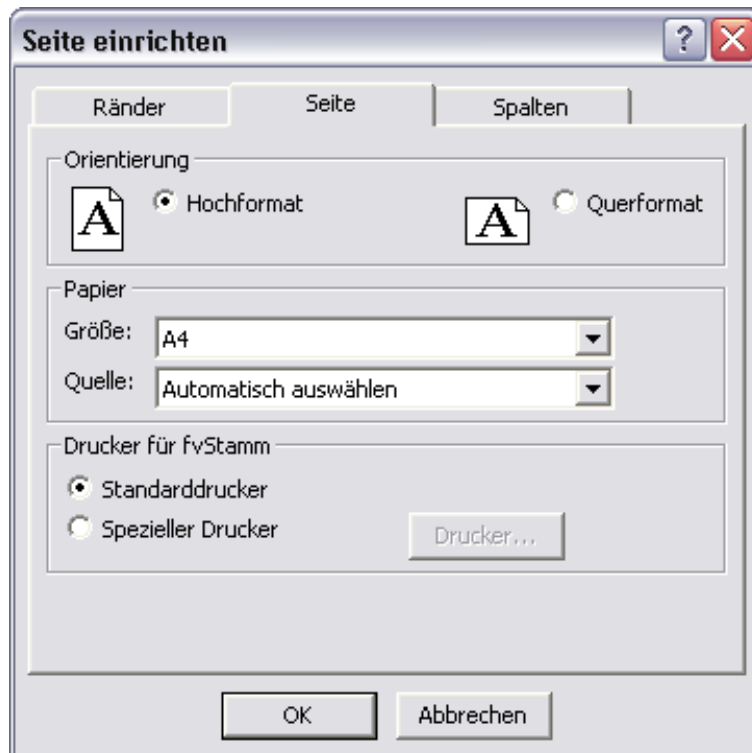 Seite einrichten
Ränder Seite Spalten
Orientierung
A Hochformat A Querformat
Papier
Größe: A4
Quelle: Automatisch auswählen
Drucker für fvStamm
Standarddrucker
Spezieller Drucker Drucker...
OK Abbrechen